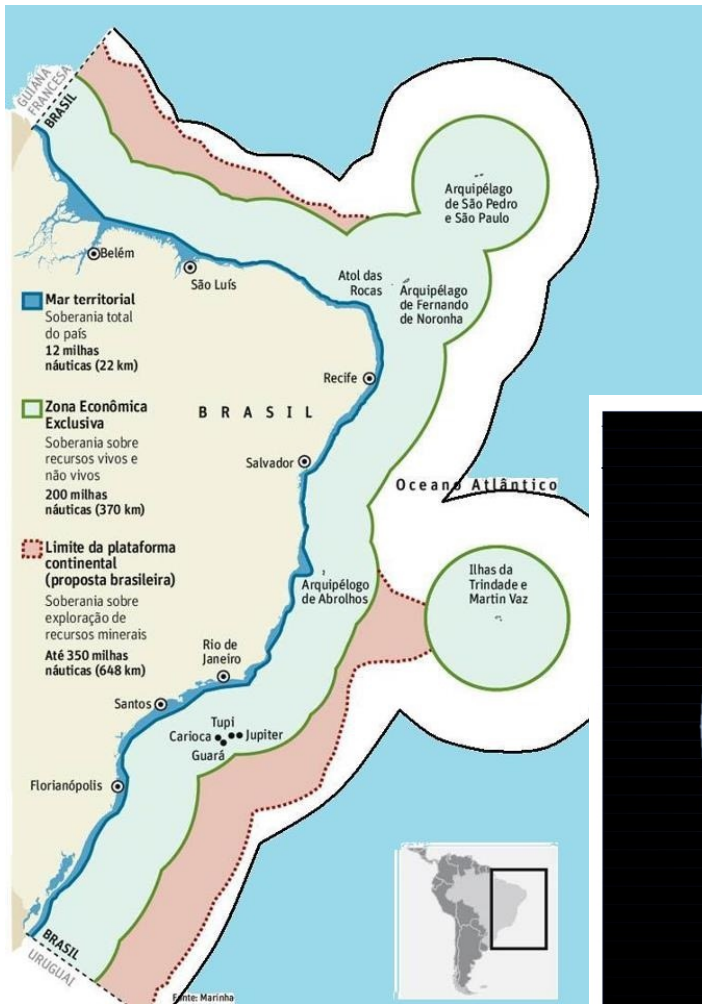 GUIANA
FRANCESA
BRASIL
Arquipélago
de São Pedro
e São Paulo
Belém
São Luís
Atol das
Rocas
Arquipélago
de Fernando
de Noronha
Mar territorial
Soberania total
do país
12 milhas
náuticas (22 km)
Recife
BRASIL
Zona Econômica
Exclusiva
Soberania sobre
recursos vivos e
não vivos
200 milhas
náuticas (370 km)
Salvador
Oceano Atlântico
Limite da plataforma
continental
(proposta brasileira)
Soberania sobre
exploração de
recursos minerais
Até 350 milhas
náuticas (648 km)
Arquipélogo
de Abrolhos
Ilhas da
Trindade e
Martin Vaz
Rio de
Janeiro
Santos
Tupi
Carioca
Jupiter
Guará
Florianópolis
BRASIL
URUGUAI
Fonte: Marinha